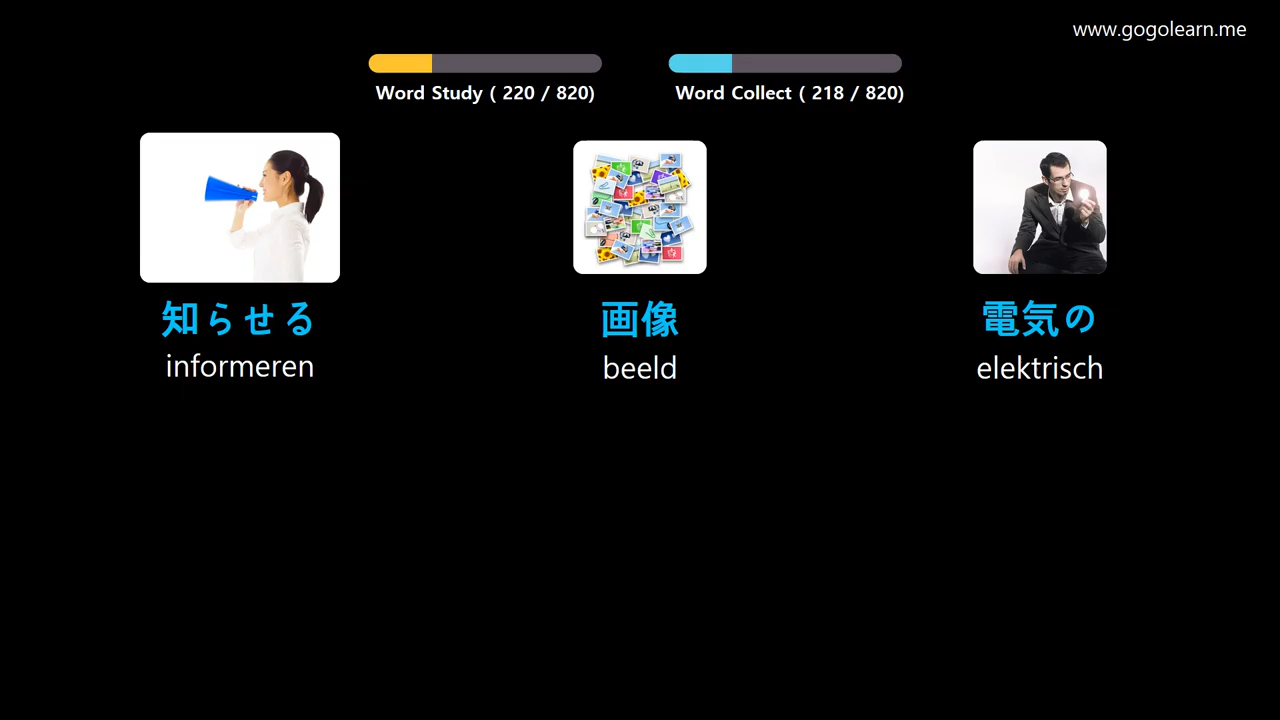 www.gogolearn.me
Word Study ( 220 / 820)
Word Collect ( 218 / 820)
知らせる
informeren
画像
beeld
電気の
elektrisch